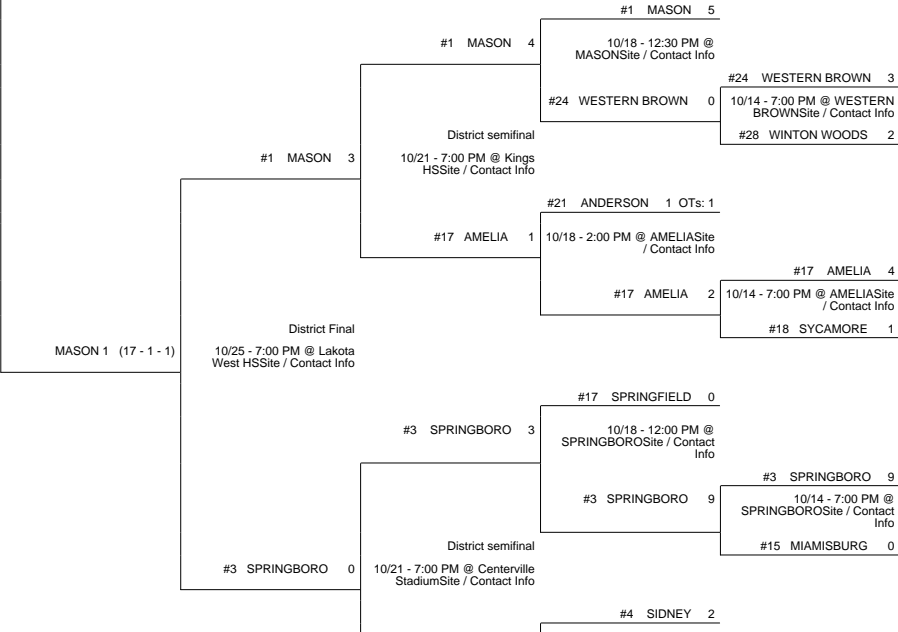 #1 MASON 5
#1 MASON 4
10/18 - 12:30 PM @
MASONSite / Contact Info
#24 WESTERN BROWN 3
#24 WESTERN BROWN 0
10/14 - 7:00 PM @ WESTERN
BROWNSite / Contact Info
#28 WINTON WOODS 2
District semifinal
#1 MASON 3
10/21 - 7:00 PM @ Kings
HSSite / Contact Info
#21 ANDERSON 1 OTs: 1
#17 AMELIA 1
10/18 - 2:00 PM @ AMELIASite
/ Contact Info
#17 AMELIA 4
#17 AMELIA 2
10/14 - 7:00 PM @ AMELIASite
/ Contact Info
#18 SYCAMORE 1
District Final
MASON 1 (17 - 1 - 1)
10/25 - 7:00 PM @ Lakota
West HSSite / Contact Info
#17 SPRINGFIELD 0
#3 SPRINGBORO 3
10/18 - 12:00 PM @
SPRINGBOROSite / Contact
Info
#3 SPRINGBORO 9
#3 SPRINGBORO 9
10/14 - 7:00 PM @
SPRINGBOROSite / Contact
Info
#15 MIAMISBURG 0
District semifinal
#3 SPRINGBORO 0
10/21 - 7:00 PM @ Centerville
StadiumSite / Contact Info
#4 SIDNEY 2